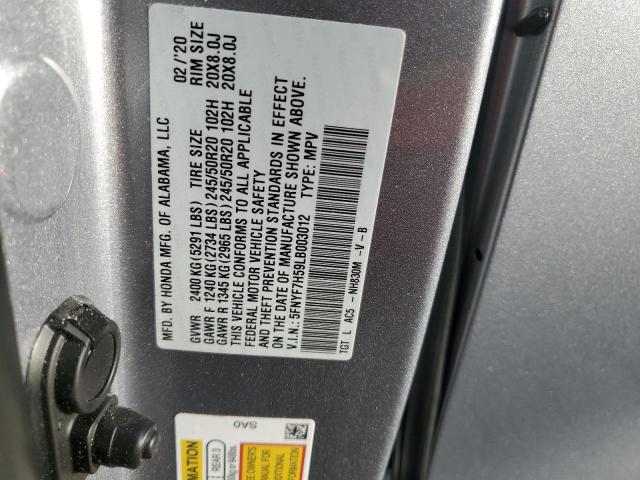 MFD. BY HONDA MFG. OF ALABAMA, LLC 02/'20
GVWR 2400 KG(5291 LBS) TIRE SIZE RIM SIZE
GAWR F 1240 KG(2734 LBS) 245/50R20 102H 20X8.0J
GAWR R 1345 KG(2965 LBS) 245/50R20 102H 20X8.0J
THIS VEHICLE CONFORMS TO ALL APPLICABLE
FEDERAL MOTOR VEHICLE SAFETY
AND THEFT PREVENTION STANDARDS IN EFFECT
ON THE DATE OF MANUFACTURE SHOWN ABOVE.
V.I.N.: 5FNYF7H59LB003012 TYPE: MPV
TGT L AC5 - NH830M -V -B
SA0
REAR 3